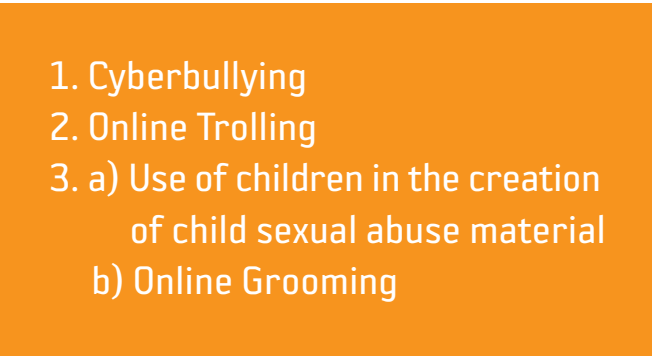 1. Cyberbullying
2. Online Trolling
3. a) Use of children in the creation
of child sexual abuse material
b) Online Grooming